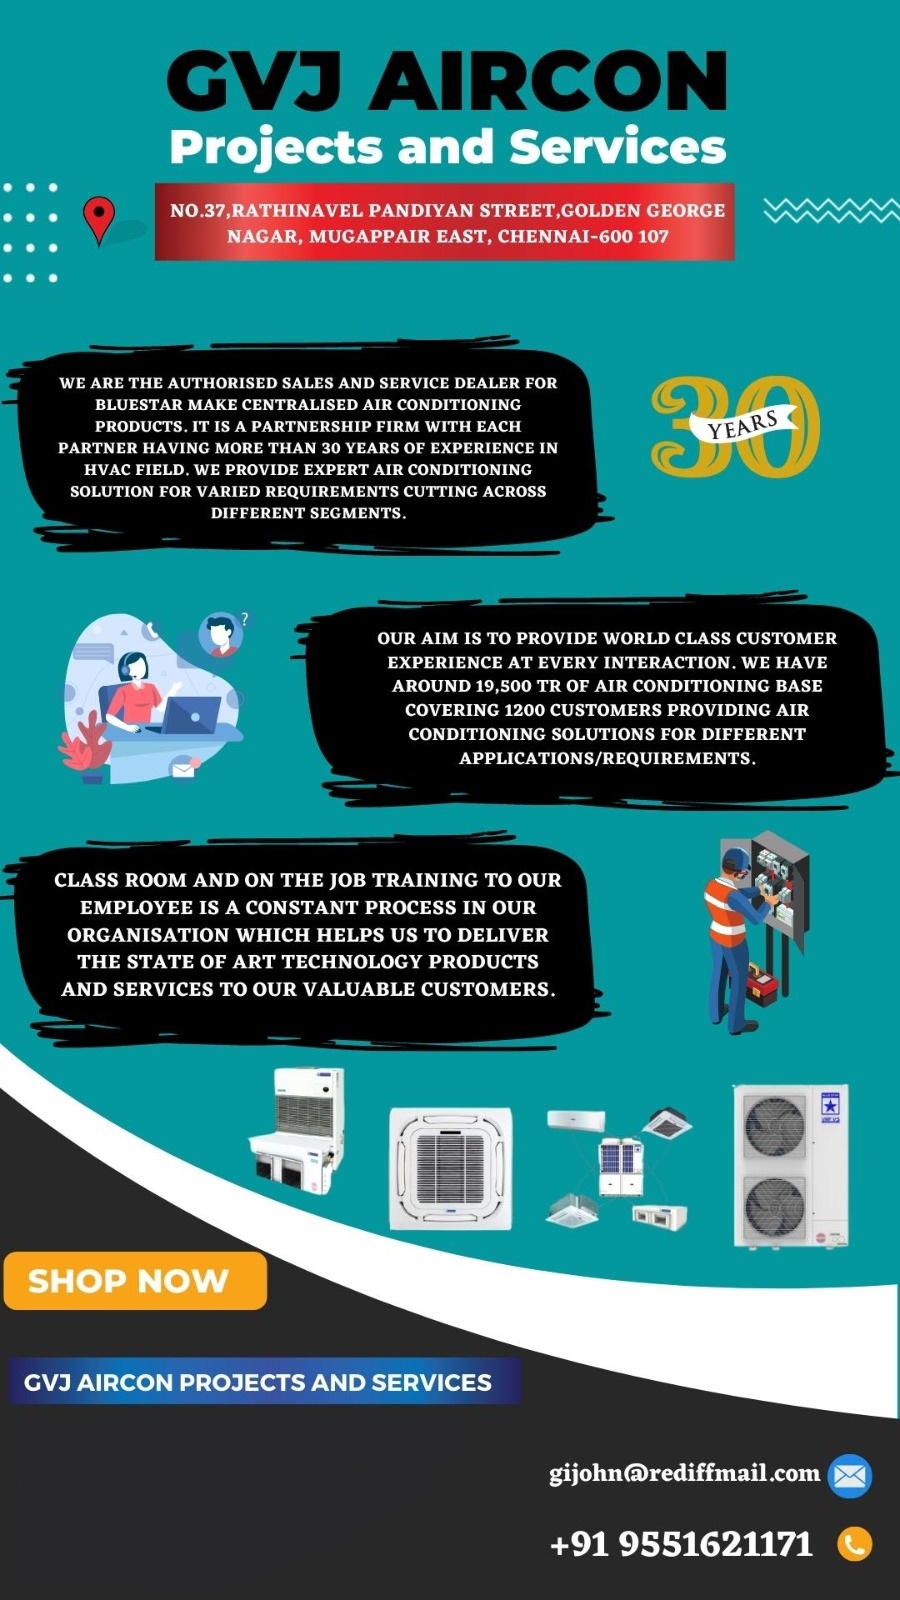 GVJ AIRCON
Projects and Services
NO.37,RATHINAVEL PANDIYAN STREET,GOLDEN GEORGE
NAGAR, MUGAPPAIR EAST, CHENNAI-600 107
WE ARE THE AUTHORISED SALES AND SERVICE DEALER FOR
BLUESTAR MAKE CENTRALISED AIR CONDITIONING
PRODUCTS. IT IS A PARTNERSHIP FIRM WITH EACH
PARTNER HAVING MORE THAN 30 YEARS OF EXPERIENCE IN
HVAC FIELD. WE PROVIDE EXPERT AIR CONDITIONING
SOLUTION FOR VARIED REQUIREMENTS CUTTING ACROSS
DIFFERENT SEGMENTS.
30
YEARS
?
OUR AIM IS TO PROVIDE WORLD CLASS CUSTOMER
EXPERIENCE AT EVERY INTERACTION. WE HAVE
AROUND 19,500 TR OF AIR CONDITIONING BASE
COVERING 1200 CUSTOMERS PROVIDING AIR
CONDITIONING SOLUTIONS FOR DIFFERENT
APPLICATIONS/REQUIREMENTS.
CLASS ROOM AND ON THE JOB TRAINING TO OUR
EMPLOYEE IS A CONSTANT PROCESS IN OUR
ORGANISATION WHICH HELPS US TO DELIVER
THE STATE OF ART TECHNOLOGY PRODUCTS
AND SERVICES TO OUR VALUABLE CUSTOMERS.
SHOP NOW
GVJ AIRCON PROJECTS AND SERVICES
gijohn@rediffmail.com
+91 9551621171